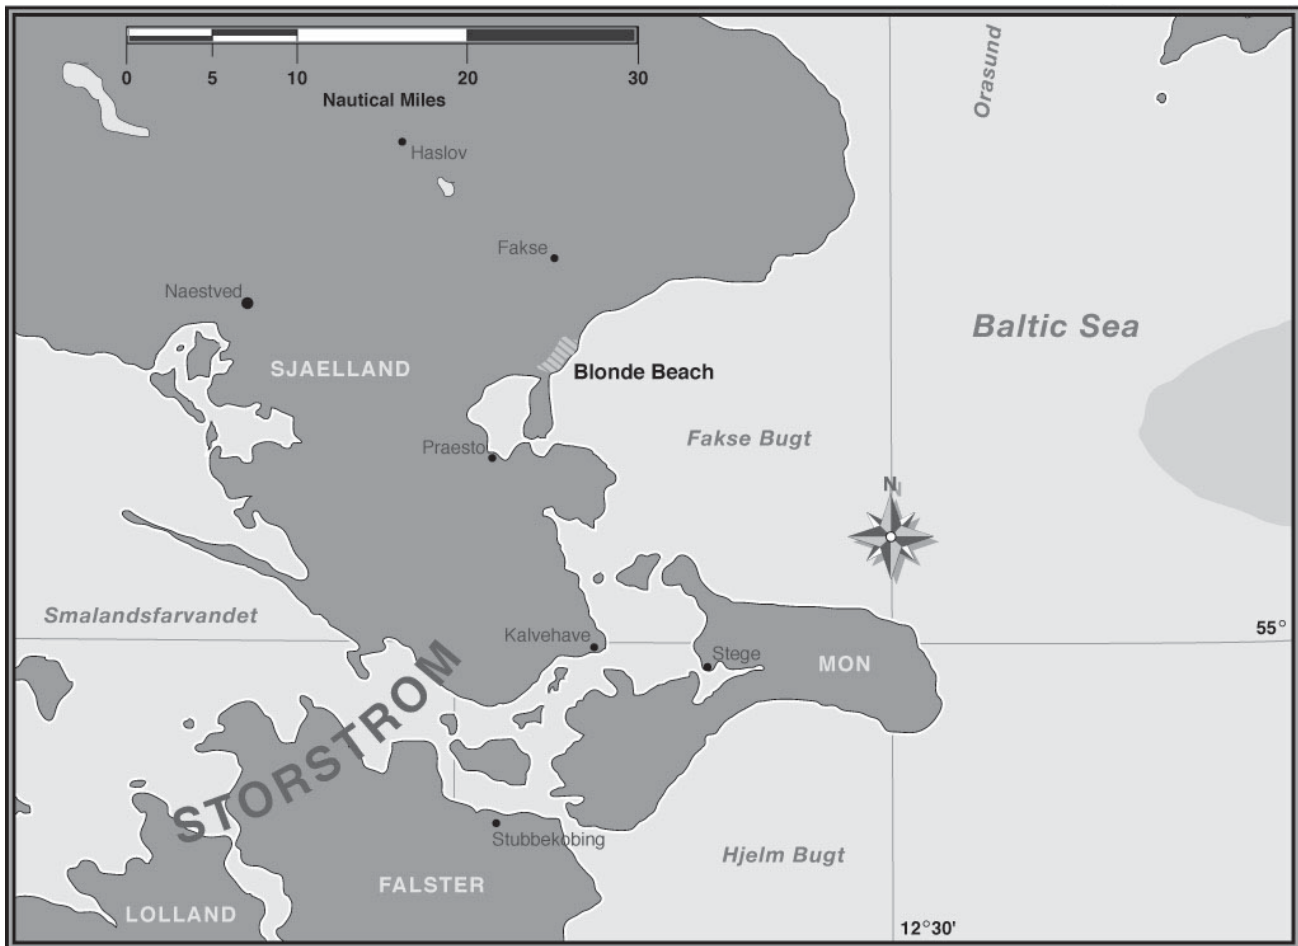 0 5 10 20 30
Nautical Miles
Orasund
Haslov
Fakse
Naestved
Baltic Sea
SJAELLAND
Blonde Beach
Fakse Bugt
Praesto
N
Smalandsfarvandet
55°
Kalvehave
Stege
MON
STORSTROM
Stubbekobing
Hjelm Bugt
FALSTER
LOLLAND
12°30'